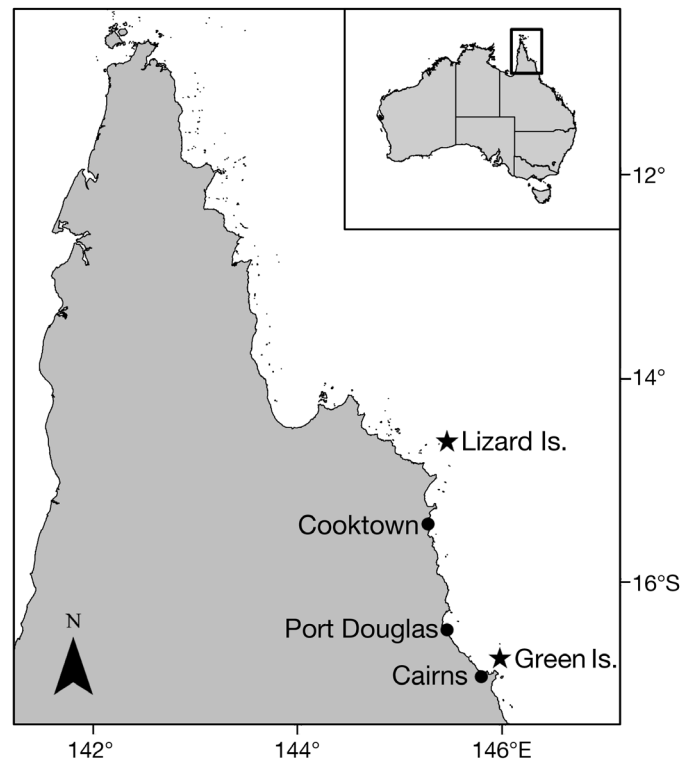 12°
14°
Lizard Is.
Cooktown
16°S
N
Port Douglas
Green Is.
Cairns
142°
144°
146°E